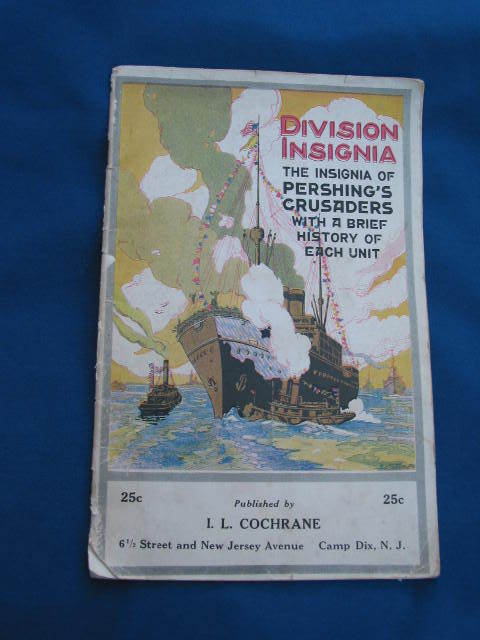 DIVISION
INSIGNIA
THE INSIGNIA OF
PERSHING'S
CRUSADERS
WITH A BRIEF
HISTORY OF
EACH UNIT
25c
Published by
25c
I. L. COCHRANE
6½ Street and New Jersey Avenue Camp Dix, N. J.